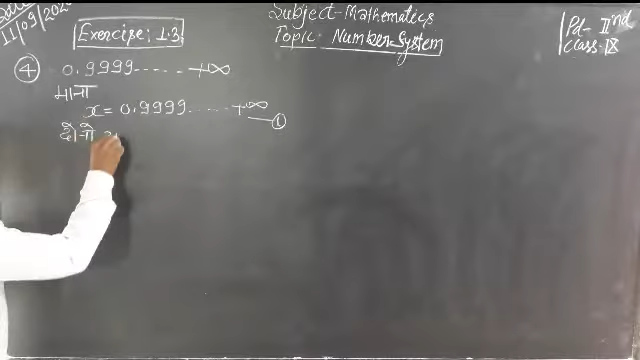 11/09/202
Subject-Mathematics
Topic Number System
Pd- IInd
Class-IX
Exercise: 1.3
④ 0.9999...... +∞
माना
x = 0.9999...... +∞ — ①
दोनो